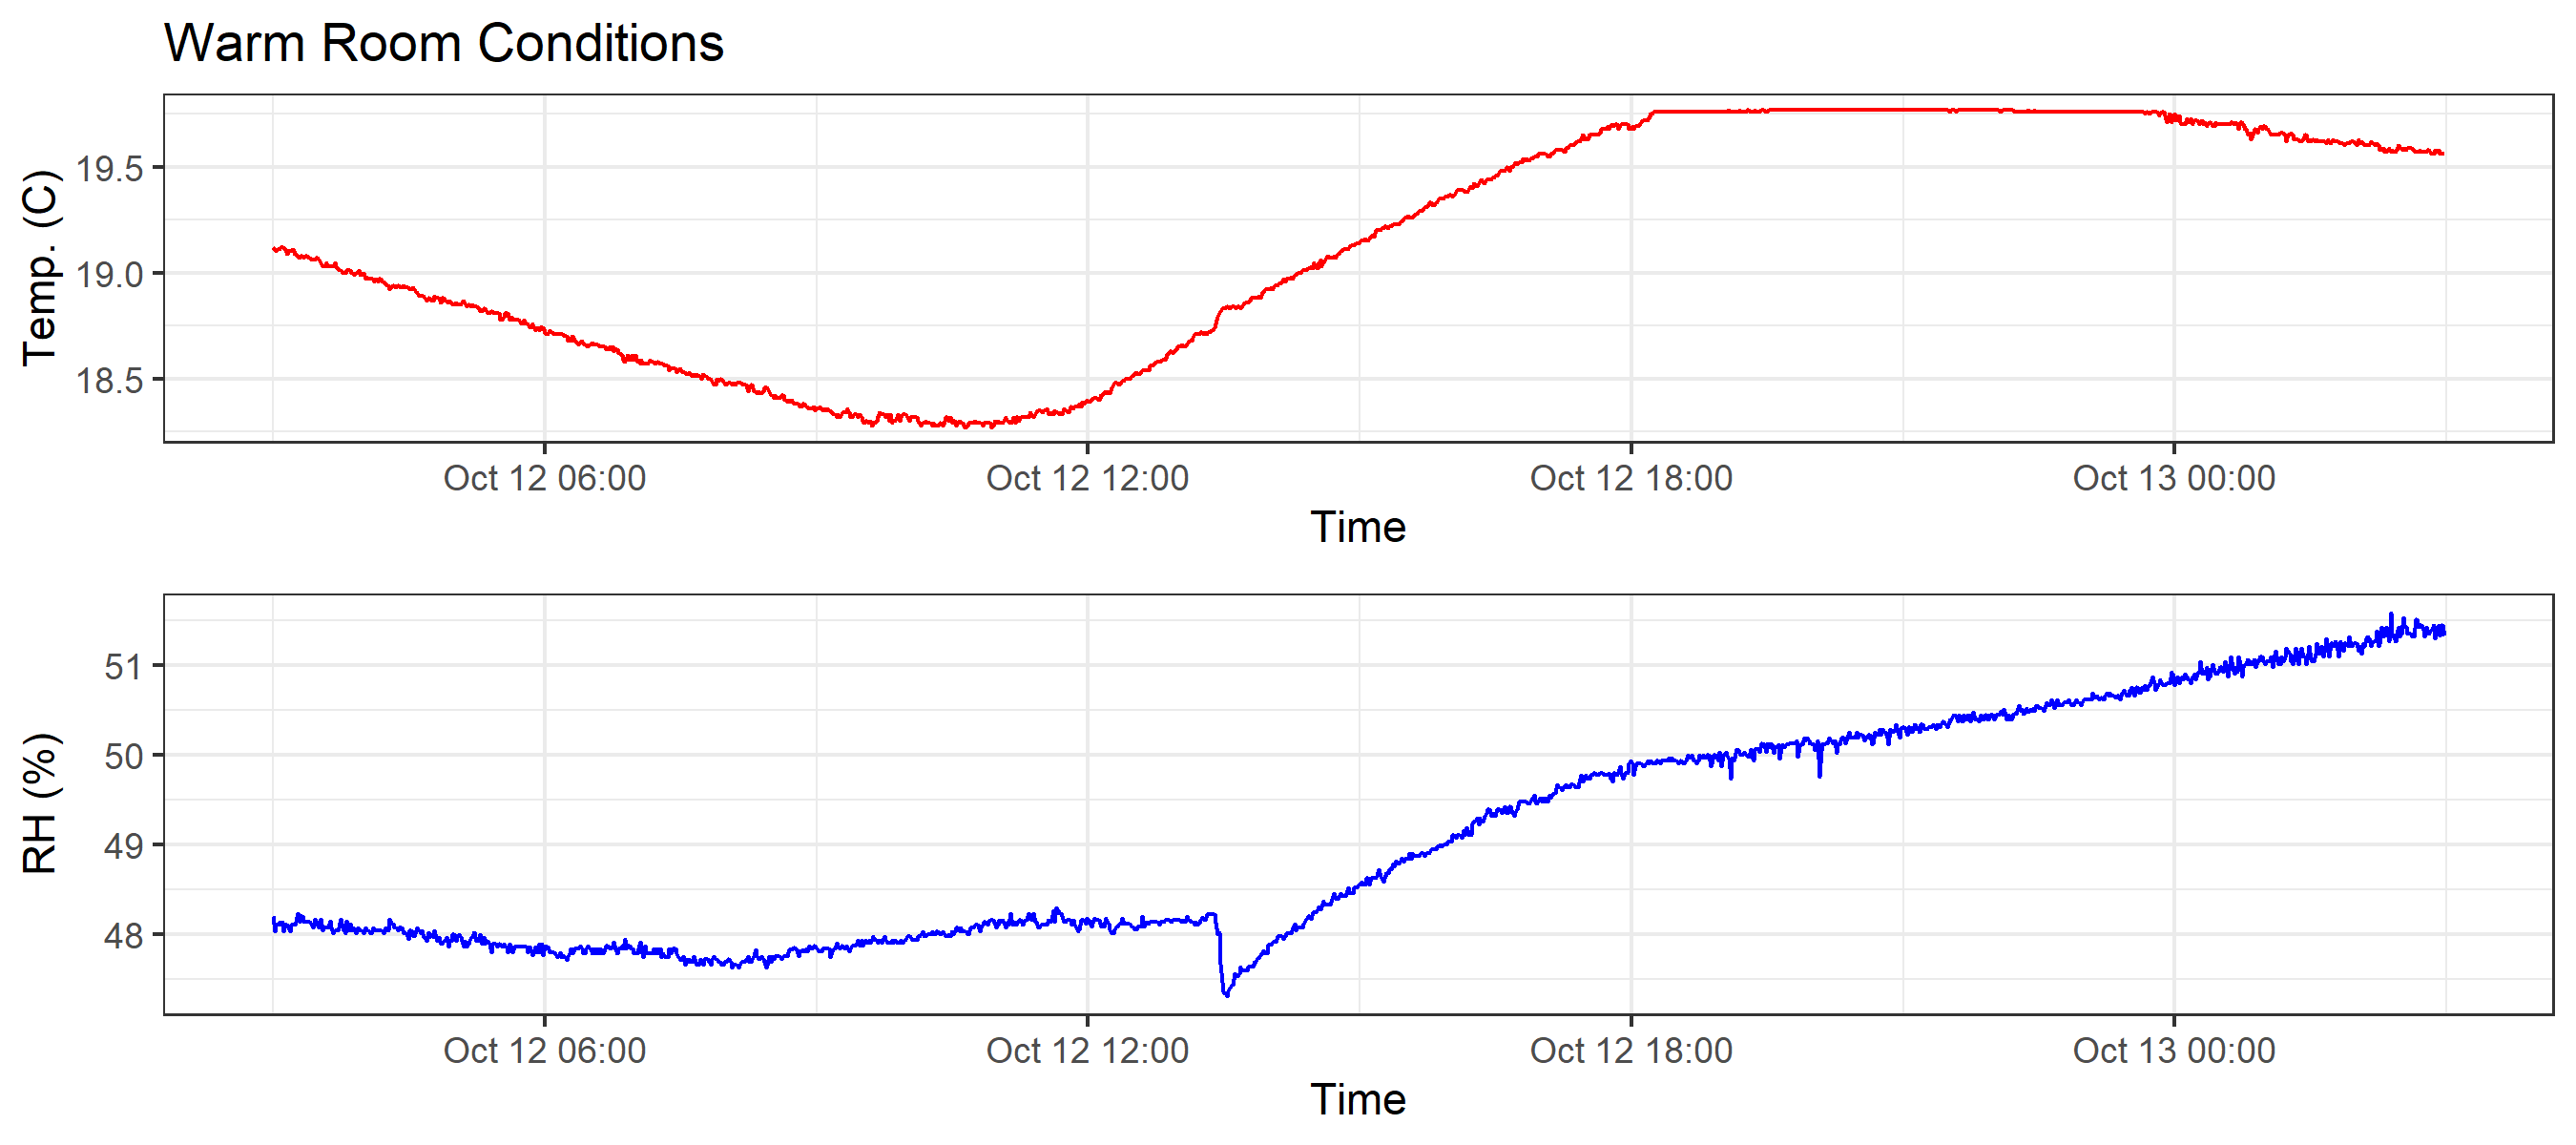 Warm Room Conditions
Temp. (C)
19.5
19.0
18.5
Oct 12 06:00 Oct 12 12:00 Oct 12 18:00 Oct 13 00:00
Time
RH (%)
51
50
49
48
Oct 12 06:00 Oct 12 12:00 Oct 12 18:00 Oct 13 00:00
Time